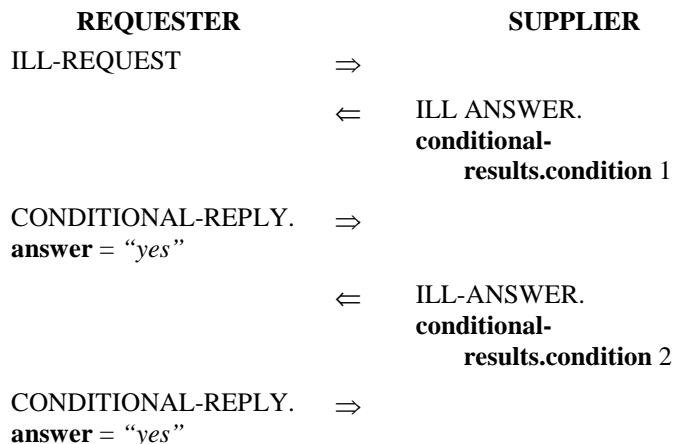 REQUESTER SUPPLIER
ILL-REQUEST ⇒
⇐ ILL ANSWER.
conditional-
results.condition 1
CONDITIONAL-REPLY. ⇒
answer = “yes”
⇐ ILL-ANSWER.
conditional-
results.condition 2
CONDITIONAL-REPLY. ⇒
answer = “yes”